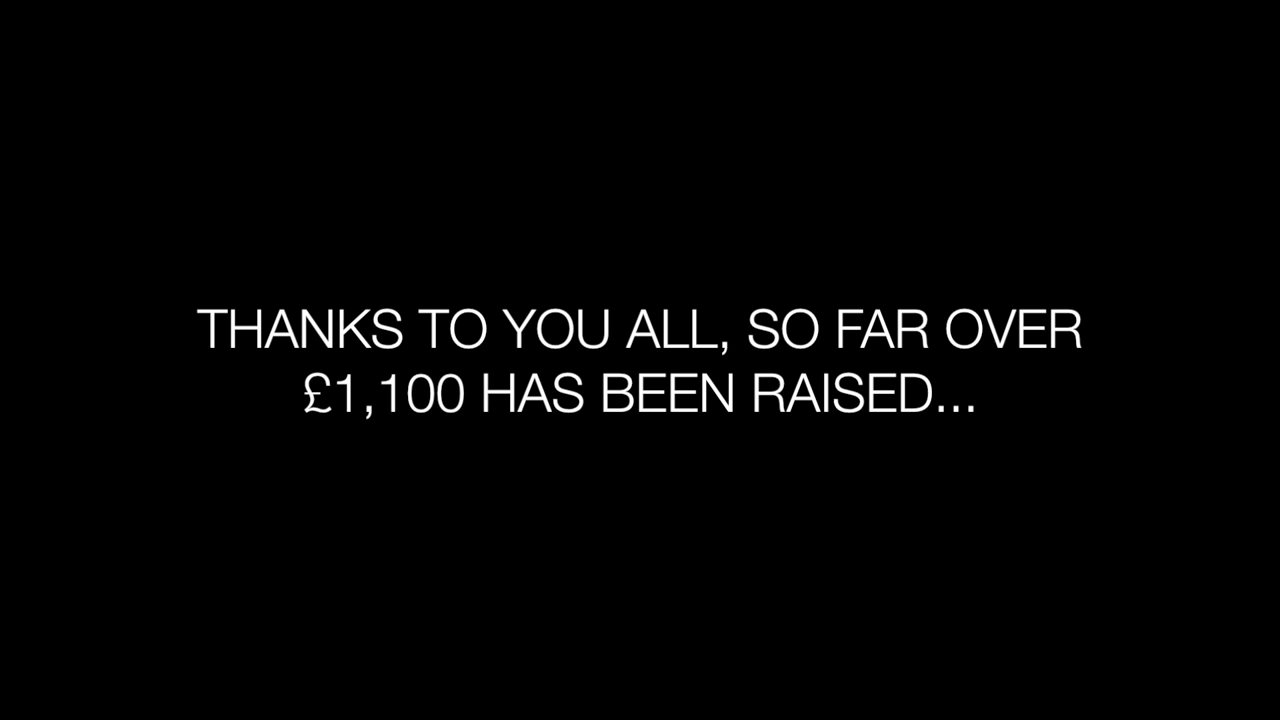 THANKS TO YOU ALL, SO FAR OVER
£1,100 HAS BEEN RAISED...